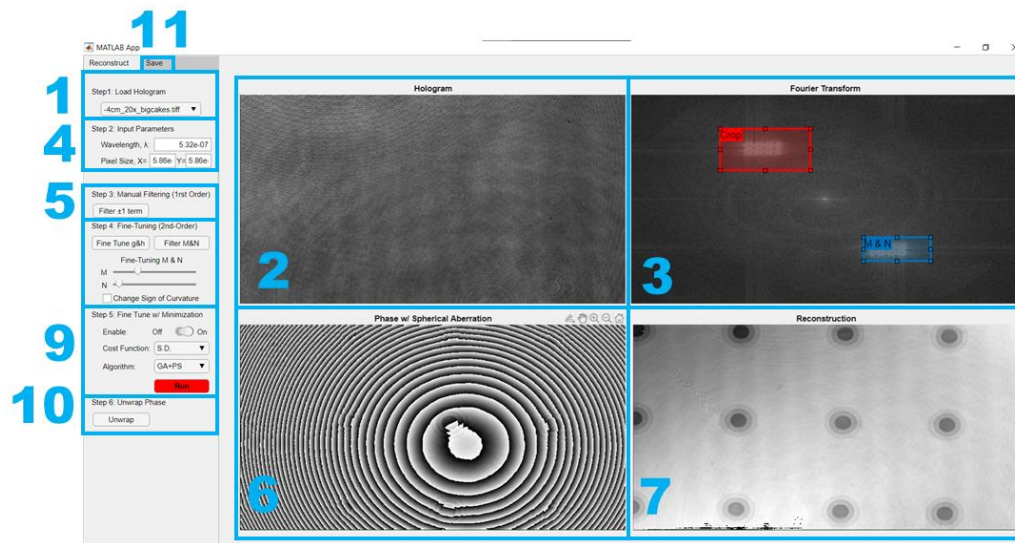 11
MATLAB App
Reconstruct Save
1
Step1: Load Hologram
-4cm_20x_bigcakes.tiff
4
Step 2: Input Parameters
Wavelength, λ: 5.32e-07
Pixel Size, X= 5.86e- Y= 5.86e-
5
Step 3: Manual Filtering (1rst Order)
Filter ±1 term
Step 4: Fine-Tuning (2nd-Order)
Fine Tune g&h Filter M&N
Fine-Tuning M & N
M
N
Change Sign of Curvature
9
Step 5: Fine Tune w/ Minimization
Enable: Off On
Cost Function: S.D.
Algorithm: GA+PS
Run
10
Step 6: Unwrap Phase
Unwrap
Hologram
2
Fourier Transform
Crop
M & N
3
Phase w/ Spherical Aberration
6
Reconstruction
7